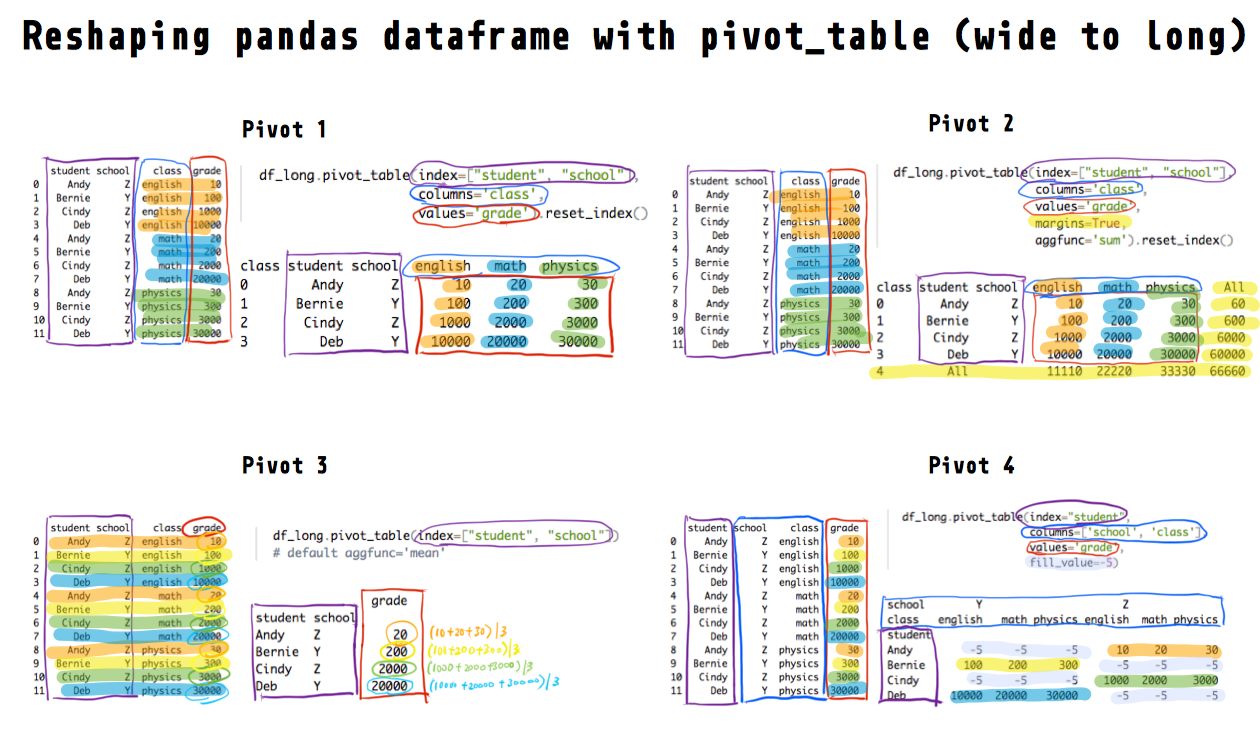 Reshaping pandas dataframe with pivot_table (wide to long)
Pivot 1
student school class grade
0 Andy Z english 10
1 Bernie Y english 100
2 Cindy Z english 1000
3 Deb Y english 10000
4 Andy Z math 20
5 Bernie Y math 200
6 Cindy Z math 2000
7 Deb Y math 20000
8 Andy Z physics 30
9 Bernie Y physics 300
10 Cindy Z physics 3000
11 Deb Y physics 30000
df_long.pivot_table(index=["student", "school"],
columns='class',
values='grade').reset_index()
class student school english math physics
0 Andy Z 10 20 30
1 Bernie Y 100 200 300
2 Cindy Z 1000 2000 3000
3 Deb Y 10000 20000 30000
Pivot 2
student school class grade
0 Andy Z english 10
1 Bernie Y english 100
2 Cindy Z english 1000
3 Deb Y english 10000
4 Andy Z math 20
5 Bernie Y math 200
6 Cindy Z math 2000
7 Deb Y math 20000
8 Andy Z physics 30
9 Bernie Y physics 300
10 Cindy Z physics 3000
11 Deb Y physics 30000
df_long.pivot_table(index=["student", "school"],
columns='class',
values='grade',
margins=True,
aggfunc='sum').reset_index()
class student school english math physics All
0 Andy Z 10 20 30 60
1 Bernie Y 100 200 300 600
2 Cindy Z 1000 2000 3000 6000
3 Deb Y 10000 20000 30000 60000
4 All 11110 22220 33330 66660
Pivot 3
student school class grade
0 Andy Z english 10
1 Bernie Y english 100
2 Cindy Z english 1000
3 Deb Y english 10000
4 Andy Z math 20
5 Bernie Y math 200
6 Cindy Z math 2000
7 Deb Y math 20000
8 Andy Z physics 30
9 Bernie Y physics 300
10 Cindy Z physics 3000
11 Deb Y physics 30000
df_long.pivot_table(index=["student", "school"])
# default aggfunc='mean'
grade
student school
Andy Z 20 (10+20+30)/3
Bernie Y 200 (100+200+300)/3
Cindy Z 2000 (1000+2000+3000)/3
Deb Y 20000 (10000+20000+30000)/3
Pivot 4
student school class grade
0 Andy Z english 10
1 Bernie Y english 100
2 Cindy Z english 1000
3 Deb Y english 10000
4 Andy Z math 20
5 Bernie Y math 200
6 Cindy Z math 2000
7 Deb Y math 20000
8 Andy Z physics 30
9 Bernie Y physics 300
10 Cindy Z physics 3000
11 Deb Y physics 30000
df_long.pivot_table(index="student",
columns=['school', 'class'],
values='grade',
fill_value=-5)
school Y Z
class english math physics english math physics
student
Andy -5 -5 -5 10 20 30
Bernie 100 200 300 -5 -5 -5
Cindy -5 -5 -5 1000 2000 3000
Deb 10000 20000 30000 -5 -5 -5